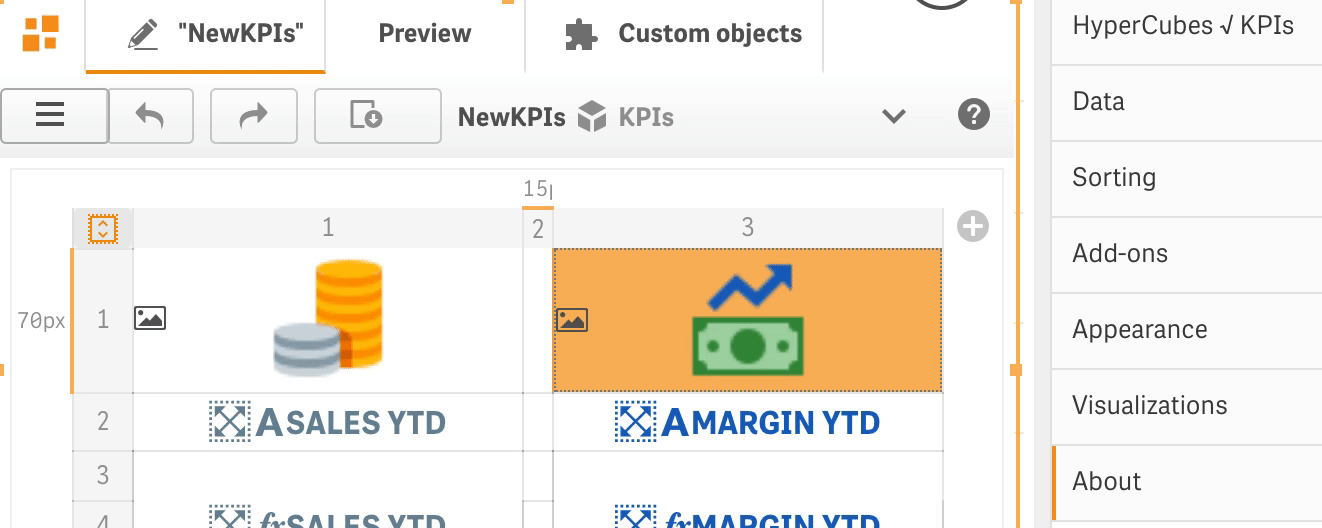 "NewKPIs" Preview Custom objects
NewKPIs KPIs ?
15
1 2 3
70px 1
2 A SALES YTD A MARGIN YTD
3
4 fx SALES YTD fx MARGIN YTD
HyperCubes √ KPIs
Data
Sorting
Add-ons
Appearance
Visualizations
About